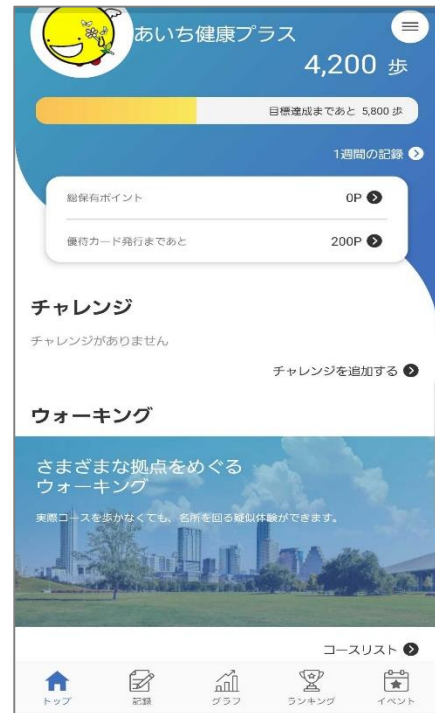 あいち健康プラス
4,200 歩
目標達成まであと 5,800 歩
1週間の記録
総保有ポイント 0P
優待カード発行まであと 200P
チャレンジ
チャレンジがありません
チャレンジを追加する
ウォーキング
さまざまな拠点をめぐる
ウォーキング
実際コースを歩かなくても、名所を回る疑似体験ができます。
コースリスト
トップ 記録 グラフ ランキング イベント